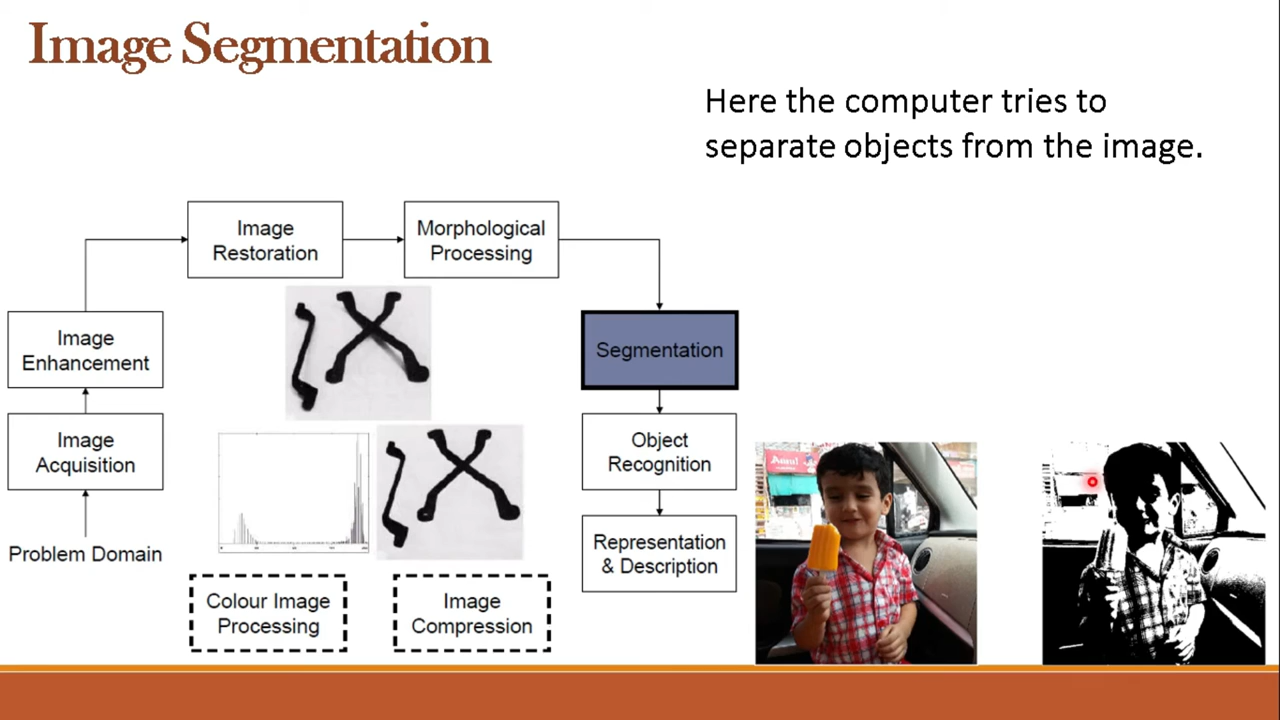 Image Segmentation
Here the computer tries to
separate objects from the image.
Image
Restoration
Morphological
Processing
Image
Enhancement
Segmentation
Image
Acquisition
Object
Recognition
Problem Domain
Representation
& Description
Colour Image
Processing
Image
Compression
Amul